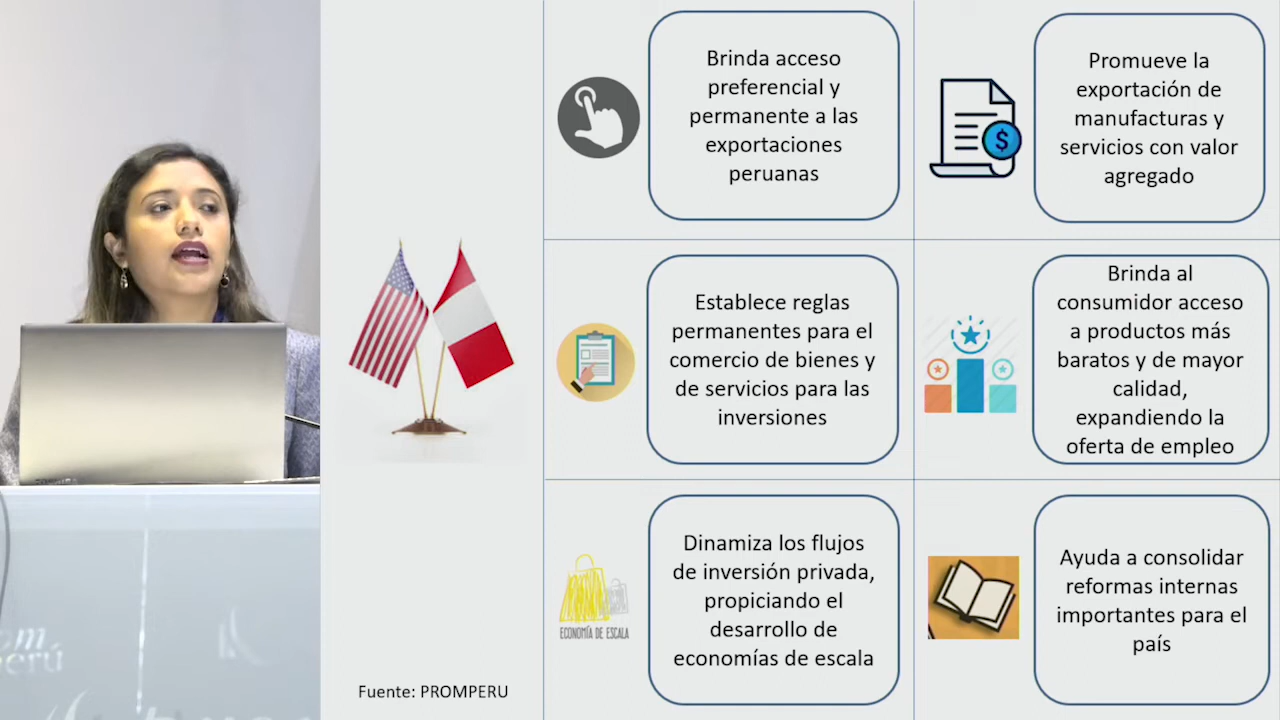 Brinda acceso
preferencial y
permanente a las
exportaciones
peruanas
Promueve la
exportación de
manufacturas y
servicios con valor
agregado
Establece reglas
permanentes para el
comercio de bienes y
de servicios para las
inversiones
Brinda al
consumidor acceso
a productos más
baratos y de mayor
calidad,
expandiendo la
oferta de empleo
Dinamiza los flujos
de inversión privada,
propiciando el
desarrollo de
economías de escala
ECONOMÍA DE ESCALA
Ayuda a consolidar
reformas internas
importantes para el
país
Fuente: PROMPERU